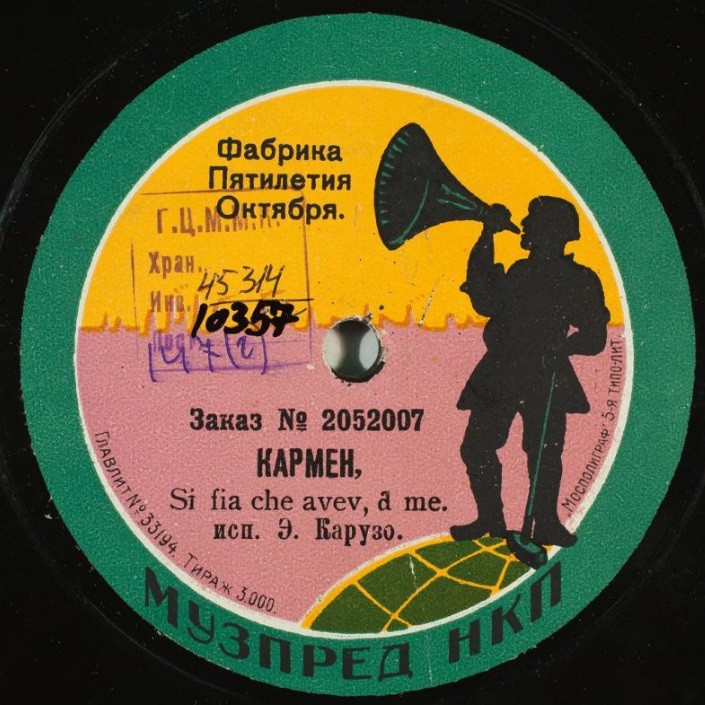 Фабрика
Пятилетия
Октября.
Г.Ц.М.М.К.
Хран.
45314
Инв.
10357
Заказ № 2052007
КАРМЕН,
Si fia che avev, a me.
исп. Э. Карузо.
Главлит № 33194. Тираж 3.000.
"Мосполиграф" 5-я типо-лит.
МУЗПРЕД НКП